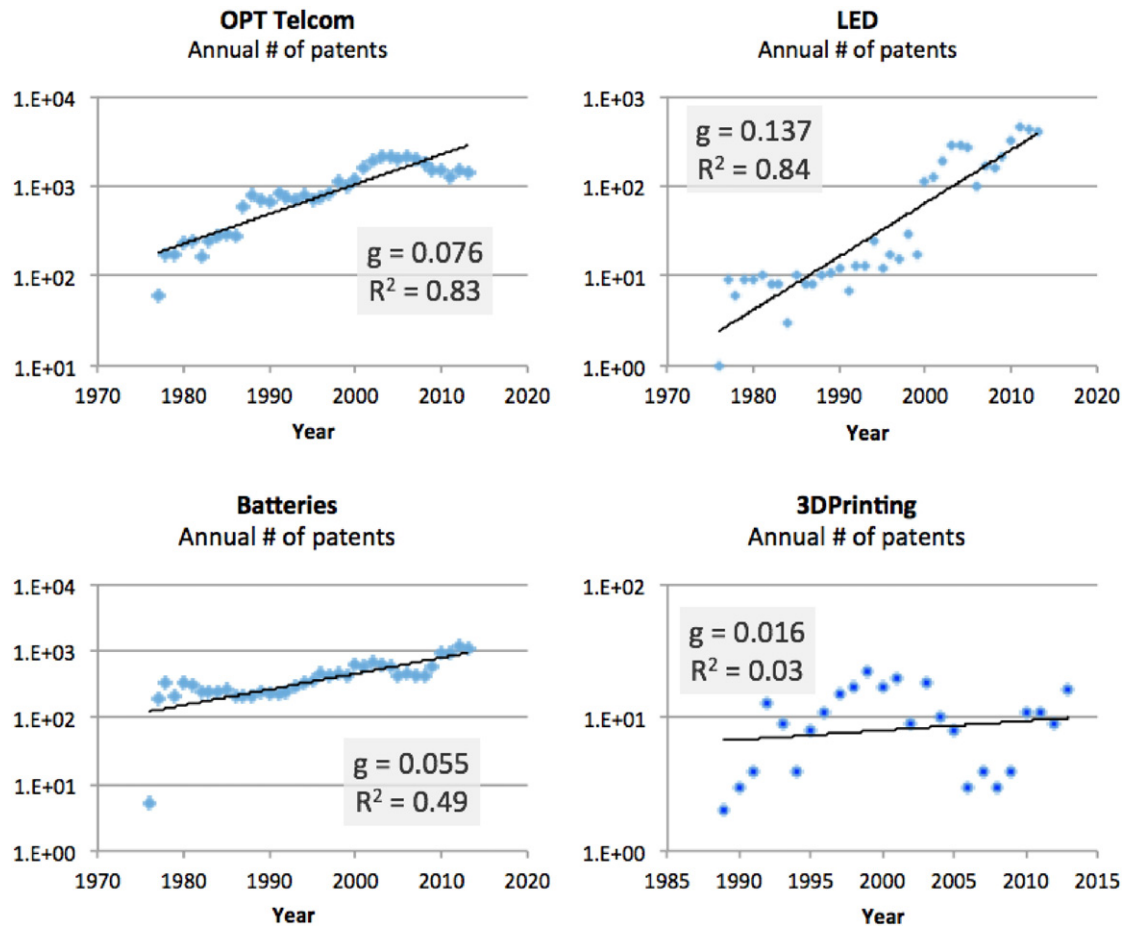 OPT Telcom
Annual # of patents
1.E+04
1.E+03
1.E+02
1.E+01
g = 0.076
R² = 0.83
1970 1980 1990 2000 2010 2020
Year
LED
Annual # of patents
1.E+03
1.E+02
1.E+01
1.E+00
g = 0.137
R² = 0.84
1970 1980 1990 2000 2010 2020
Year
Batteries
Annual # of patents
1.E+04
1.E+03
1.E+02
1.E+01
1.E+00
g = 0.055
R² = 0.49
1970 1980 1990 2000 2010 2020
Year
3DPrinting
Annual # of patents
1.E+02
1.E+01
1.E+00
g = 0.016
R² = 0.03
1985 1990 1995 2000 2005 2010 2015
Year